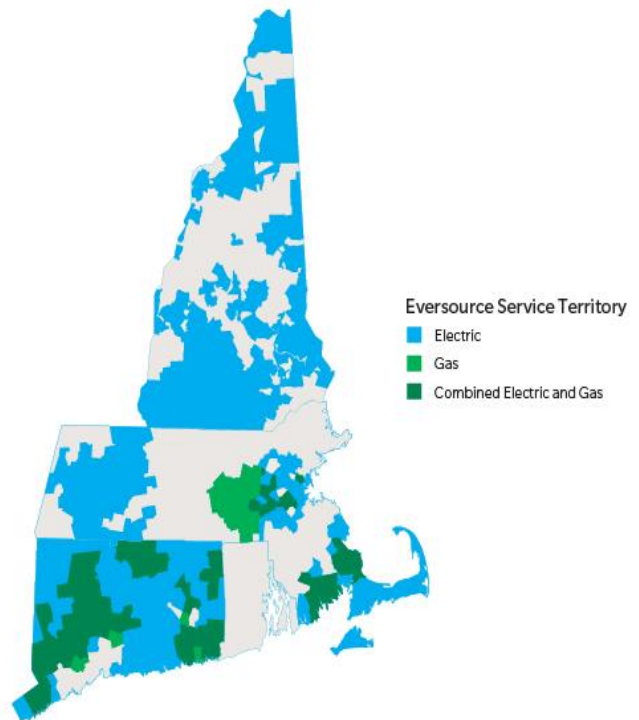 Eversource Service Territory
Electric
Gas
Combined Electric and Gas